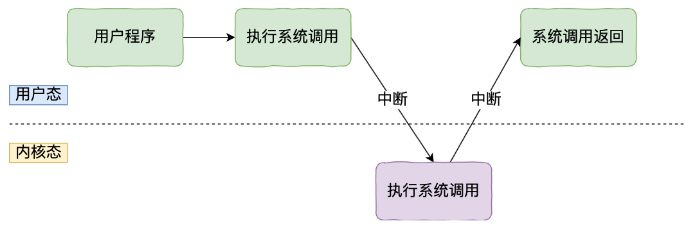 用户程序
执行系统调用
系统调用返回
用户态
中断
中断
内核态
执行系统调用